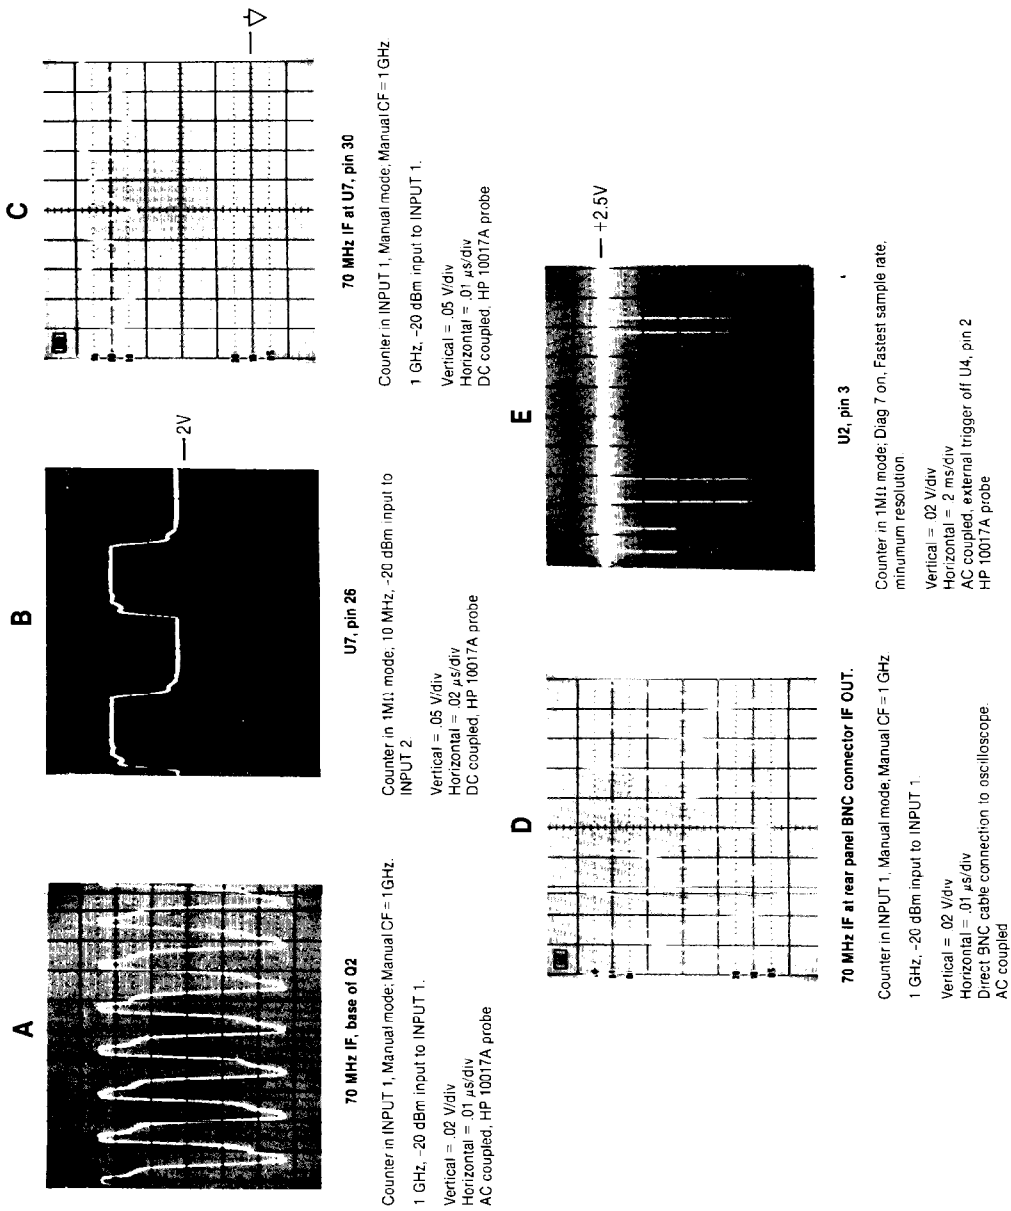 A
70 MHz IF, base of Q2
Counter in INPUT 1, Manual mode; Manual CF = 1GHz.
1 GHz, -20 dBm input to INPUT 1.
Vertical = .02 V/div
Horizontal = .01 µs/div
AC coupled, HP 10017A probe
B
2V
U7, pin 26
Counter in 1MΩ mode, 10 MHz, -20 dBm input to
INPUT 2.
Vertical = .05 V/div
Horizontal = .02 µs/div
DC coupled, HP 10017A probe
C
70 MHz IF at U7, pin 30
Counter in INPUT 1, Manual mode, Manual CF = 1GHz.
1 GHz, -20 dBm input to INPUT 1.
Vertical = .05 V/div
Horizontal = .01 µs/div
DC coupled, HP 10017A probe
D
70 MHz IF at rear panel BNC connector IF OUT.
Counter in INPUT 1, Manual mode, Manual CF = 1 GHz
1 GHz, -20 dBm input to INPUT 1
Vertical = .02 V/div
Horizontal = .01 µs/div
Direct BNC cable connection to oscilloscope.
AC coupled
E
+2.5V
U2, pin 3
Counter in 1MΩ mode; Diag 7 on, Fastest sample rate,
minumum resolution.
Vertical = .02 V/div
Horizontal = 2 ms/div
AC coupled, external trigger off U4, pin 2
HP 10017A probe